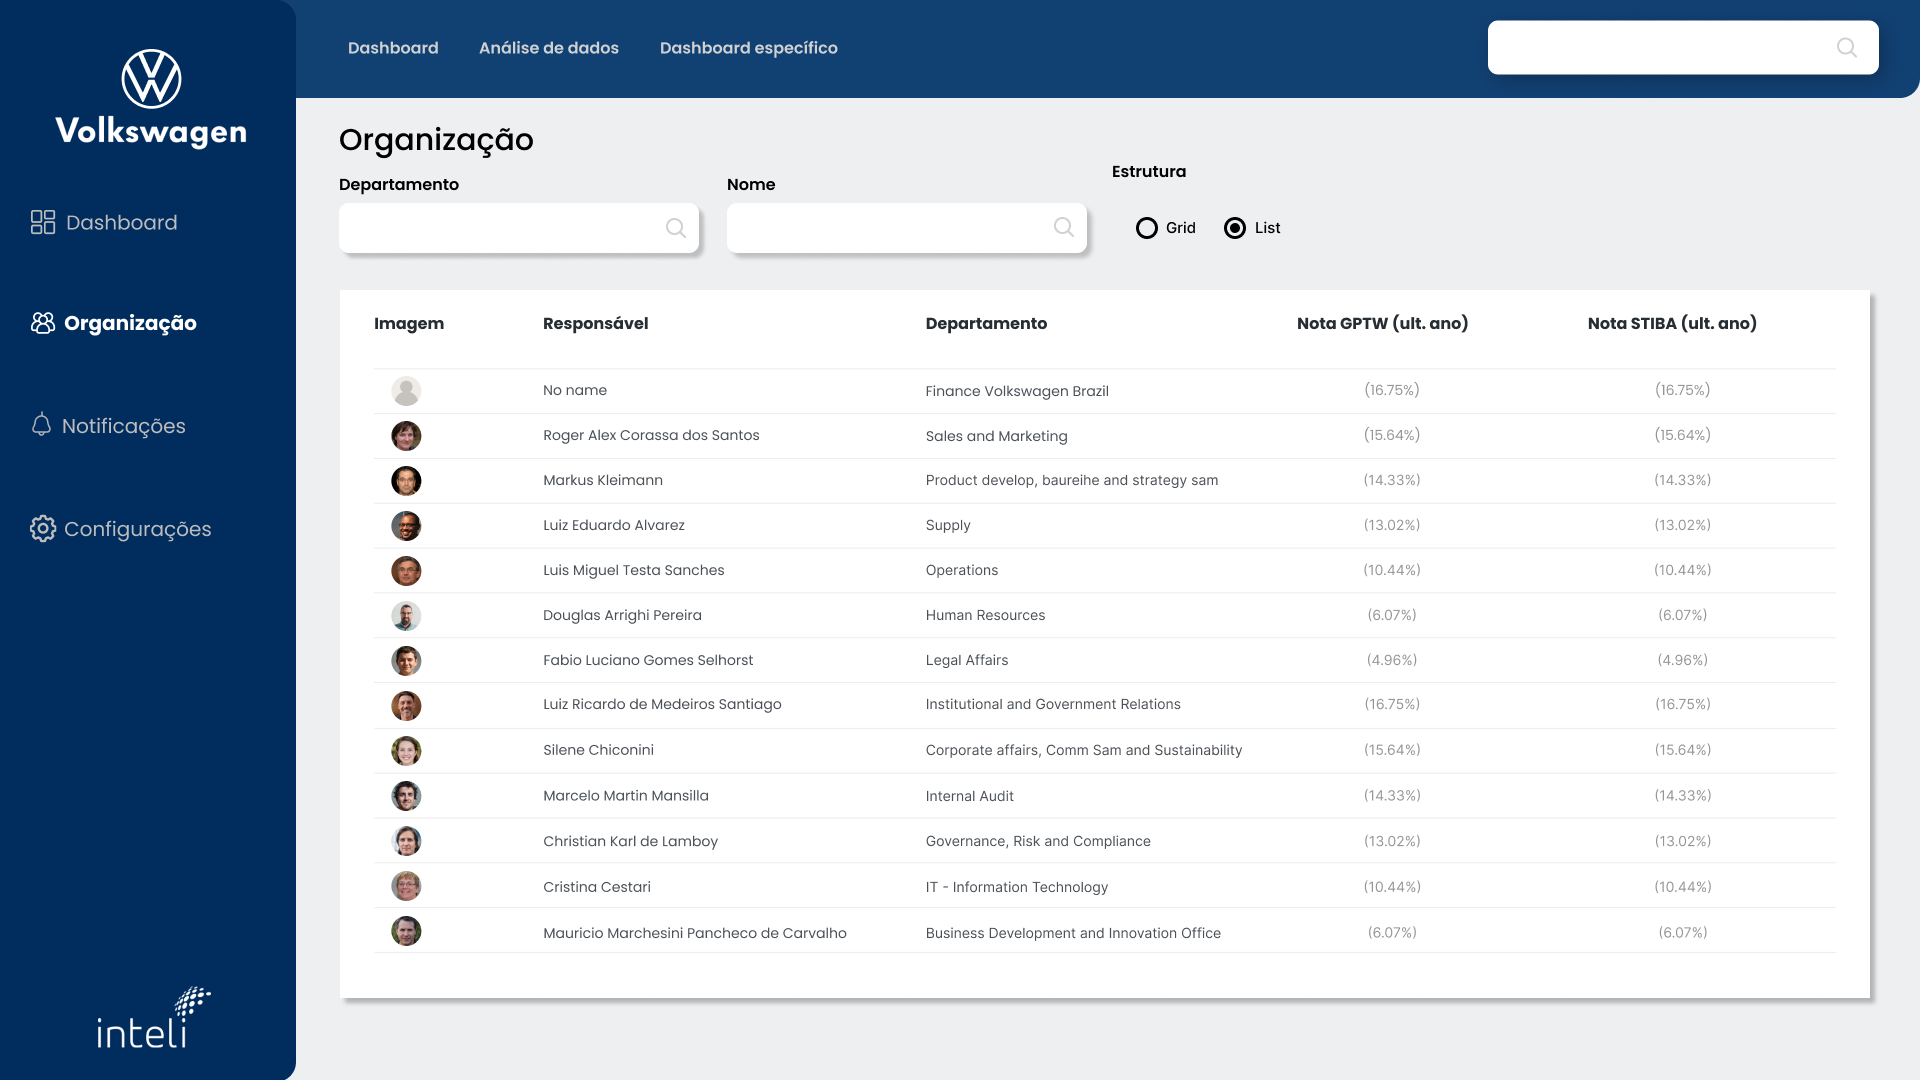 Volkswagen
Dashboard
Organização
Notificações
Configurações
inteli
Dashboard Análise de dados Dashboard específico
Organização
Departamento Nome Estrutura
Grid List
Imagem Responsável Departamento Nota GPTW (ult. ano) Nota STIBA (ult. ano)
No name Finance Volkswagen Brazil (16.75%) (16.75%)
Roger Alex Corassa dos Santos Sales and Marketing (15.64%) (15.64%)
Markus Kleimann Product develop, baureihe and strategy sam (14.33%) (14.33%)
Luiz Eduardo Alvarez Supply (13.02%) (13.02%)
Luis Miguel Testa Sanches Operations (10.44%) (10.44%)
Douglas Arrighi Pereira Human Resources (6.07%) (6.07%)
Fabio Luciano Gomes Selhorst Legal Affairs (4.96%) (4.96%)
Luiz Ricardo de Medeiros Santiago Institutional and Government Relations (16.75%) (16.75%)
Silene Chiconini Corporate affairs, Comm Sam and Sustainability (15.64%) (15.64%)
Marcelo Martin Mansilla Internal Audit (14.33%) (14.33%)
Christian Karl de Lamboy Governance, Risk and Compliance (13.02%) (13.02%)
Cristina Cestari IT - Information Technology (10.44%) (10.44%)
Mauricio Marchesini Pancheco de Carvalho Business Development and Innovation Office (6.07%) (6.07%)